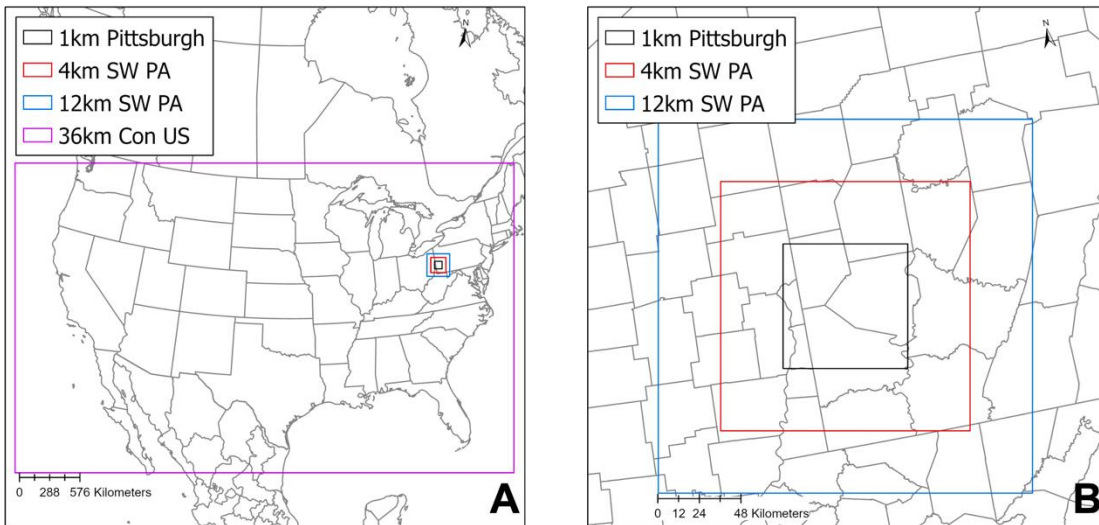 1km Pittsburgh
4km SW PA
12km SW PA
36km Con US
N
0 288 576 Kilometers
A
1km Pittsburgh
4km SW PA
12km SW PA
N
0 12 24 48 Kilometers
B